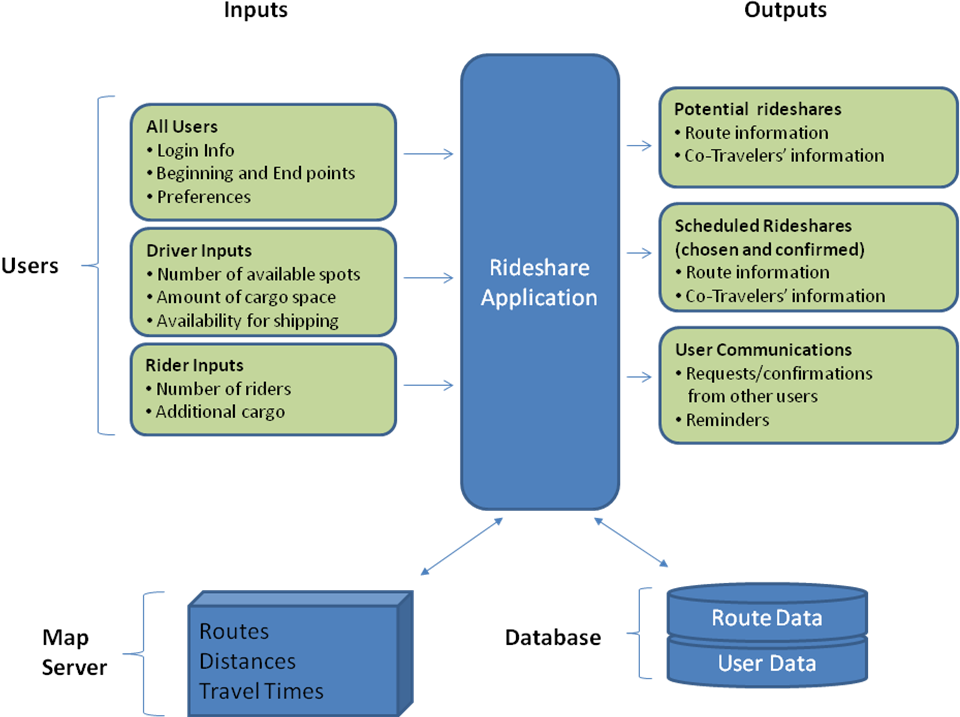 Inputs
Outputs
Users
All Users
• Login Info
• Beginning and End points
• Preferences
Driver Inputs
• Number of available spots
• Amount of cargo space
• Availability for shipping
Rider Inputs
• Number of riders
• Additional cargo
Rideshare
Application
Potential rideshares
• Route information
• Co-Travelers’ information
Scheduled Rideshares
(chosen and confirmed)
• Route information
• Co-Travelers’ information
User Communications
• Requests/confirmations
from other users
• Reminders
Map
Server
Routes
Distances
Travel Times
Database
Route Data
User Data